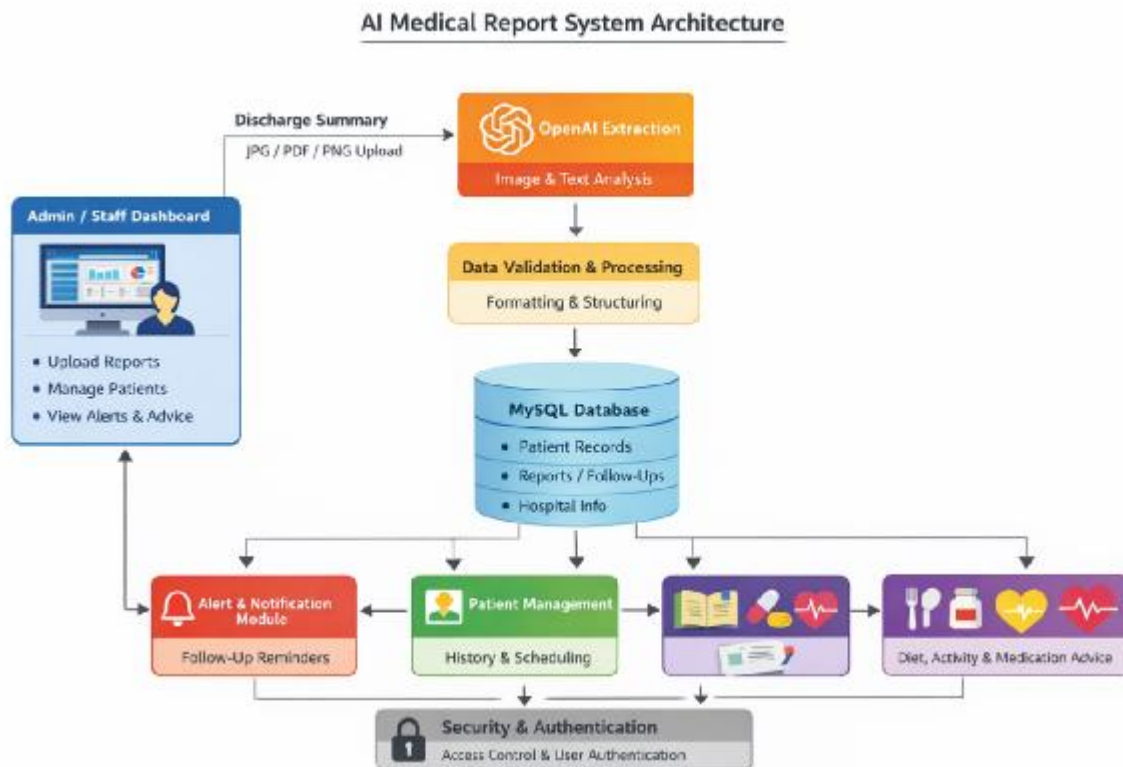 AI Medical Report System Architecture
Discharge Summary
JPG / PDF / PNG Upload
OpenAI Extraction
Image & Text Analysis
Admin / Staff Dashboard
• Upload Reports
• Manage Patients
• View Alerts & Advice
Data Validation & Processing
Formatting & Structuring
MySQL Database
• Patient Records
• Reports / Follow-Ups
• Hospital Info
Alert & Notification
Module
Follow-Up Reminders
Patient Management
History & Scheduling
Diet, Activity & Medication Advice
Security & Authentication
Access Control & User Authentication